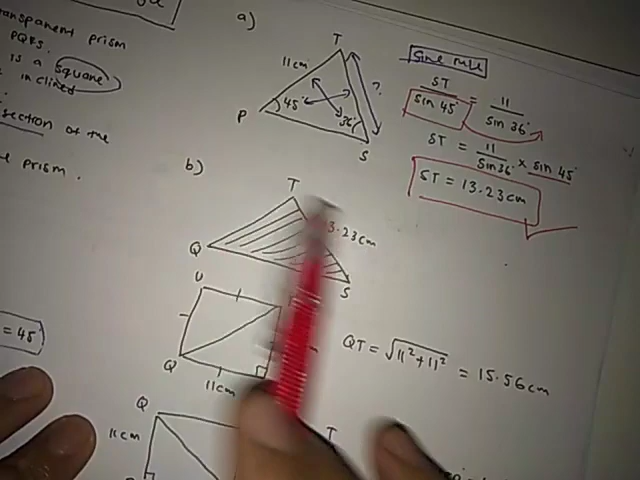 transparent prism
PQRS.
is a square
inclined
section of the
prism.
= 45°
a)
T
11cm
?
45°
36°
P
S
Sine rule
ST / sin 45° = 11 / sin 36°
ST = 11 / sin 36° × sin 45°
ST = 13.23cm
b)
T
13.23cm
Q
S
U
Q
11cm
QT = √11² + 11² = 15.56cm
Q
11cm
T